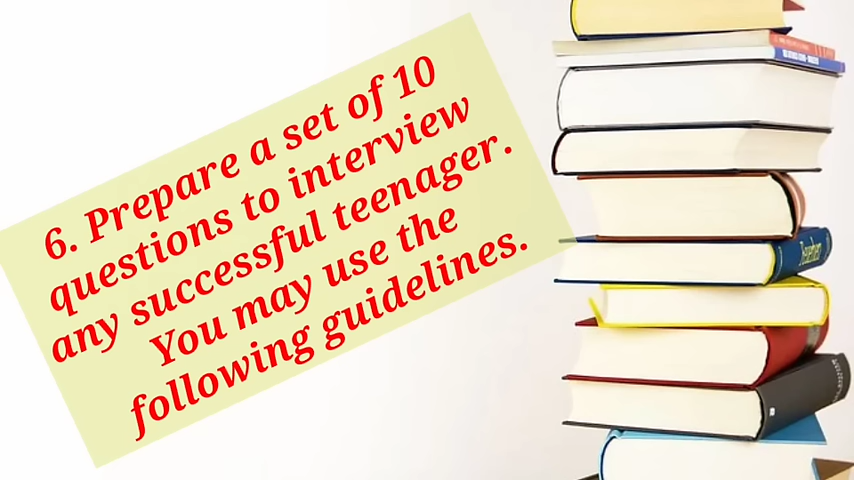 6. Prepare a set of 10
questions to interview
any successful teenager.
You may use the
following guidelines.